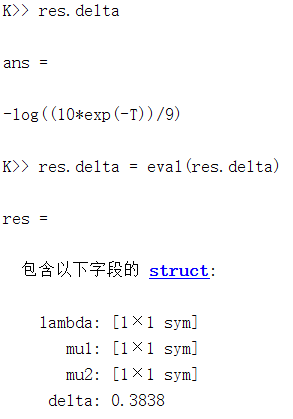 K>> res.delta
ans =
-log((10*exp(-T))/9)
K>> res.delta = eval(res.delta)
res =
包含以下字段的 struct:
lambda: [1×1 sym]
mu1: [1×1 sym]
mu2: [1×1 sym]
delta: 0.3838